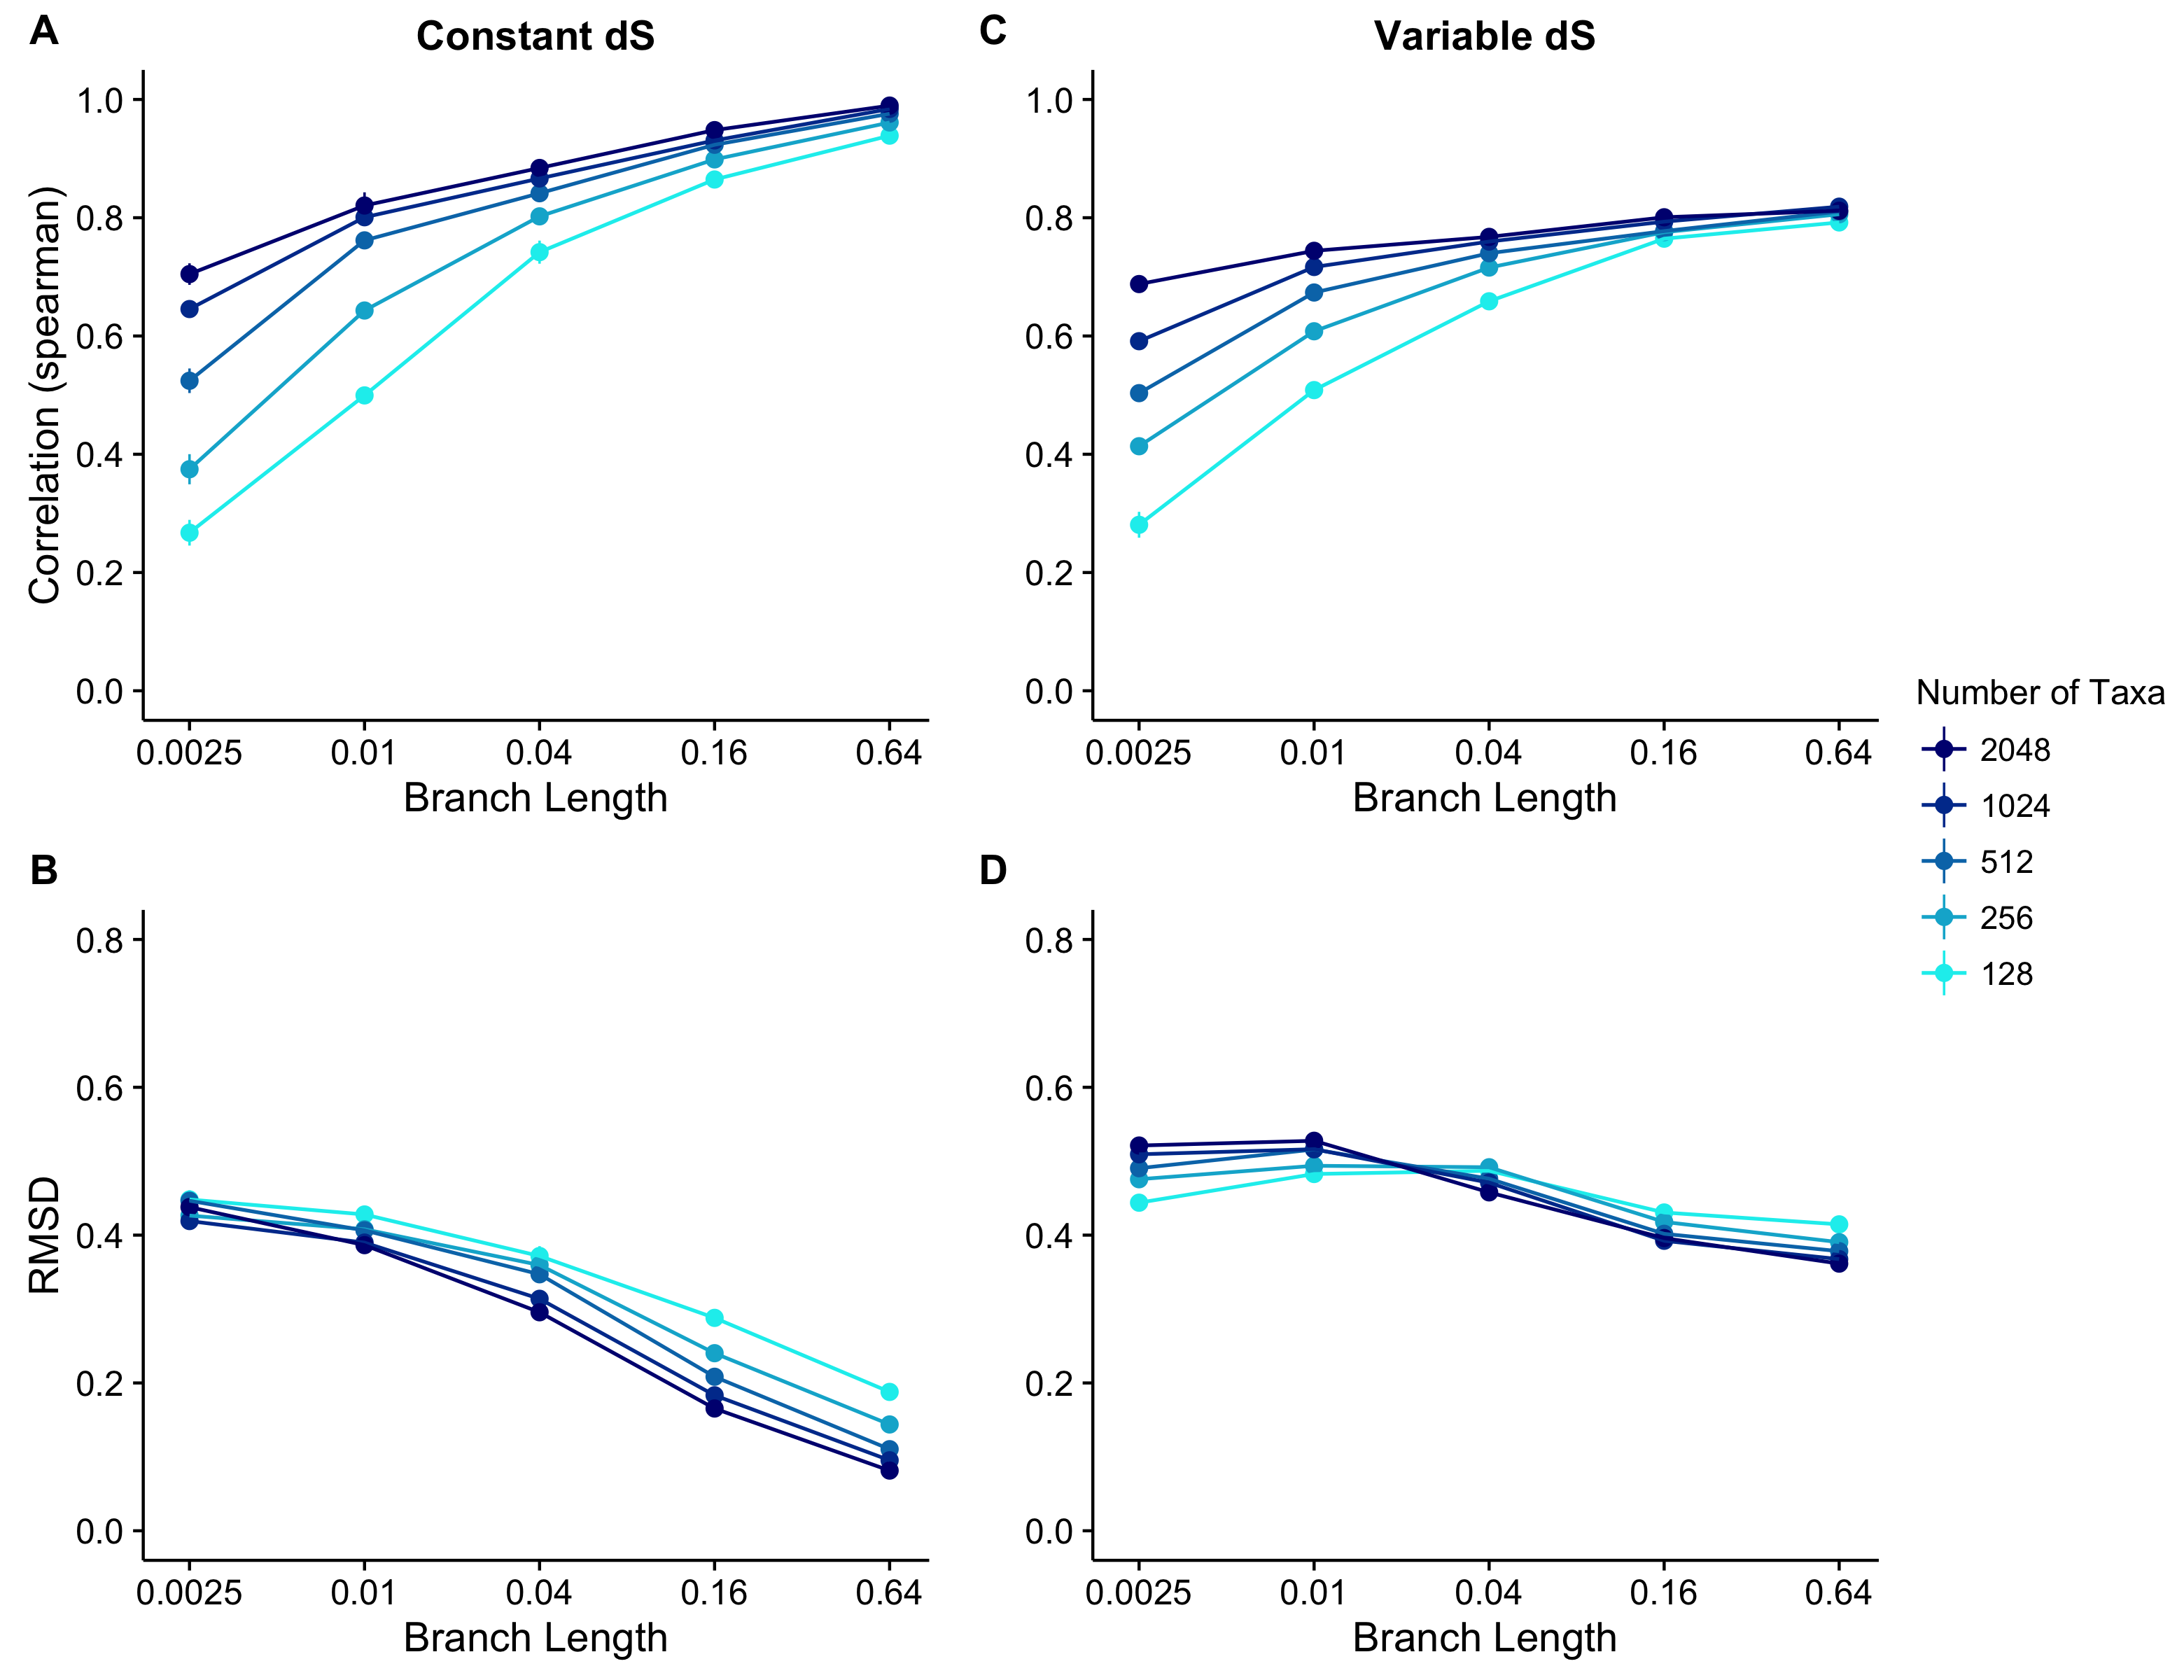 A
Constant dS
Correlation (spearman)
1.0
0.8
0.6
0.4
0.2
0.0
0.0025 0.01 0.04 0.16 0.64
Branch Length
C
Variable dS
1.0
0.8
0.6
0.4
0.2
0.0
0.0025 0.01 0.04 0.16 0.64
Branch Length
B
RMSD
0.8
0.6
0.4
0.2
0.0
0.0025 0.01 0.04 0.16 0.64
Branch Length
D
0.8
0.6
0.4
0.2
0.0
0.0025 0.01 0.04 0.16 0.64
Branch Length
Number of Taxa
2048
1024
512
256
128